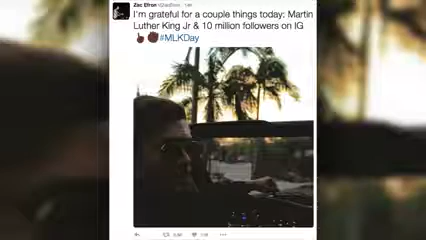 Zac Efron
I'm grateful for a couple things today: Martin
Luther King Jr & 10 million followers on IG
#MLKDay